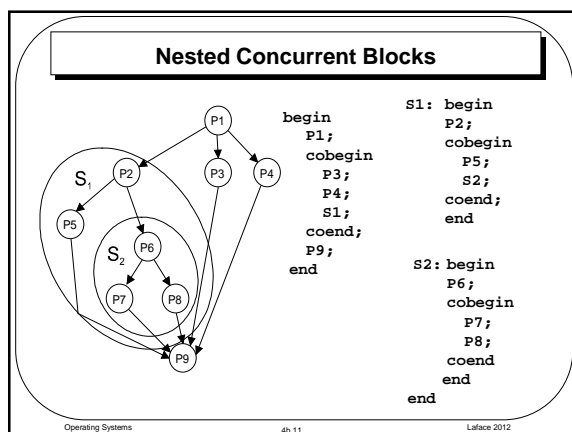 Nested Concurrent Blocks
P1
P2
P3
P4
S1
P5
P6
S2
P7
P8
P9
begin
P1;
cobegin
P3;
P4;
S1;
coend;
P9;
end
S1: begin
P2;
cobegin
P5;
S2;
coend;
end
S2: begin
P6;
cobegin
P7;
P8;
coend
end
end
Operating Systems
4b.11
Laface 2012